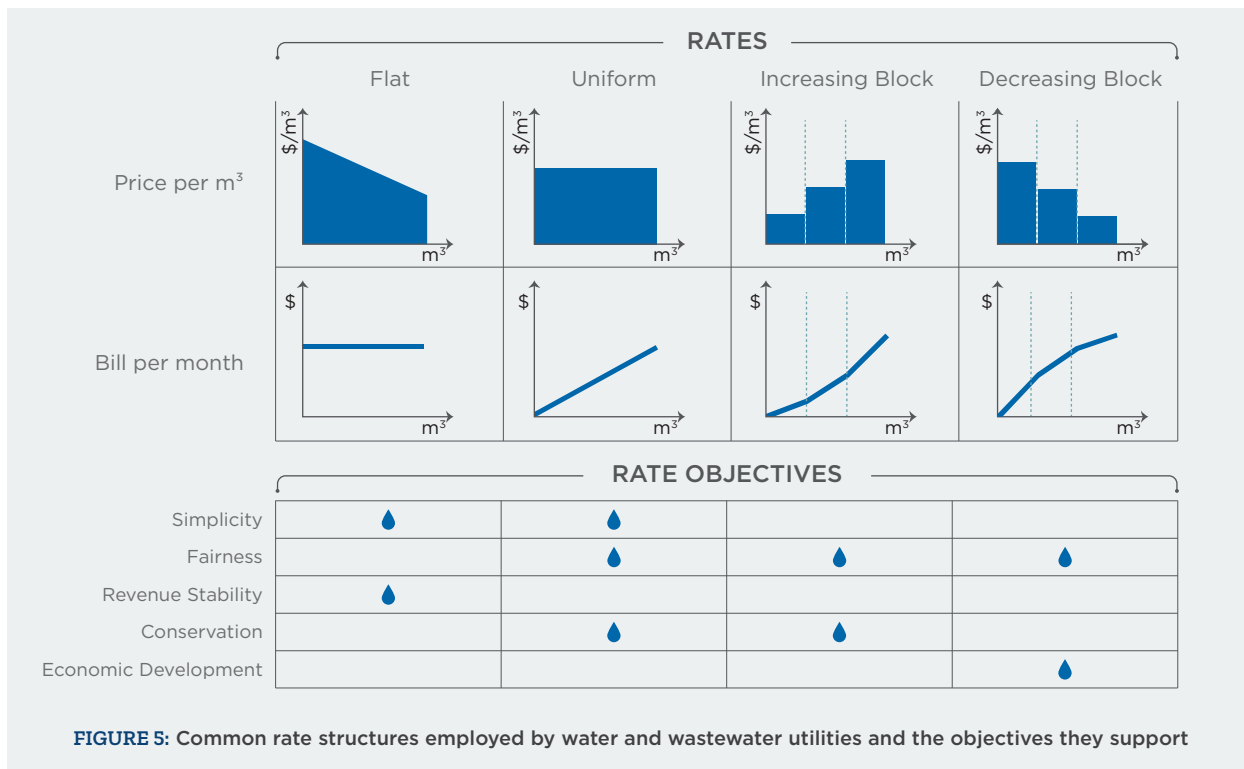 RATES
Flat
Uniform
Increasing Block
Decreasing Block
Price per m³
$/m³
m³
$/m³
m³
$/m³
m³
$/m³
m³
Bill per month
$
m³
$
m³
$
m³
$
m³
RATE OBJECTIVES
Simplicity
Fairness
Revenue Stability
Conservation
Economic Development
FIGURE 5: Common rate structures employed by water and wastewater utilities and the objectives they support